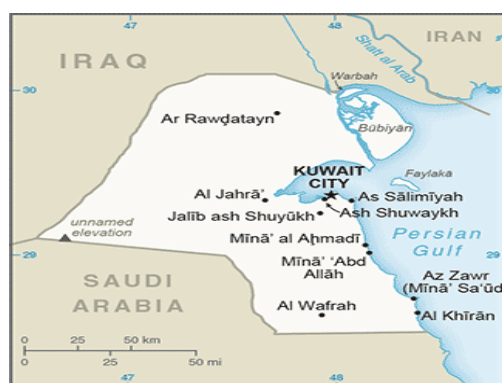 47
48
IRAN
IRAQ
Shatt al Arab
Warbah
30
30
Būbiyān
Ar Rawḑatayn
KUWAIT
CITY
Faylakā
Al Jahrā'
As Sālimīyah
Jalīb ash Shuyūkh
Ash Shuwaykh
unnamed
elevation
Persian
Gulf
Mīnā' al Aḩmadī
29
29
Mīnā' 'Abd
Allāh
Az Zawr
(Mīnā' Sa'ūd)
SAUDI
ARABIA
Al Wafrah
Al Khīrān
0 25 50 km
0 25 50 mi
47
48